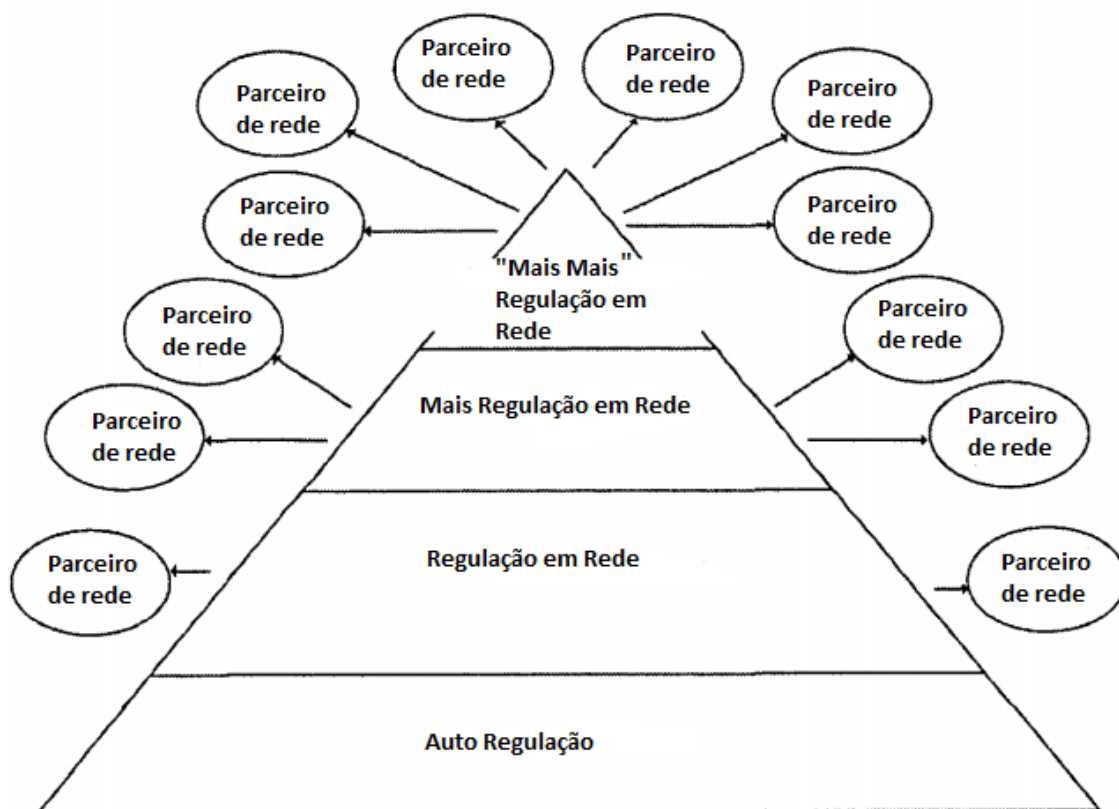 Parceiro
de rede
Parceiro
de rede
Parceiro
de rede
Parceiro
de rede
Parceiro
de rede
Parceiro
de rede
"Mais Mais"
Regulação em
Rede
Parceiro
de rede
Parceiro
de rede
Mais Regulação em Rede
Parceiro
de rede
Parceiro
de rede
Regulação em Rede
Parceiro
de rede
Parceiro
de rede
Auto Regulação